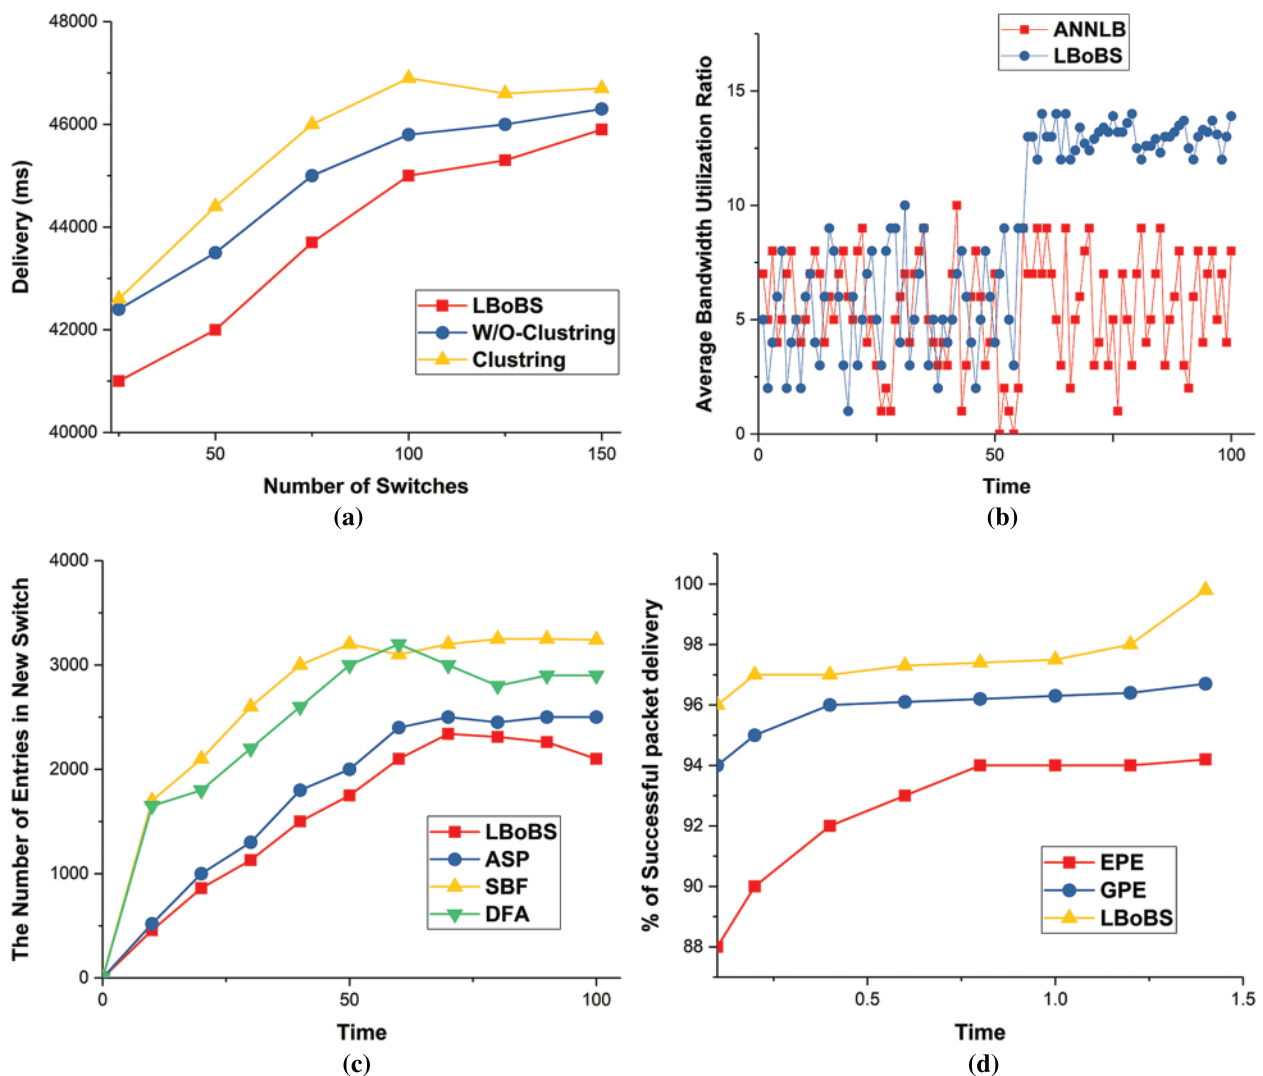 48000
46000
44000
42000
40000
Delivery (ms)
LBoBS
W/O-Clustring
Clustring
50
100
150
Number of Switches
(a)
ANNLB
LBoBS
15
10
5
0
Average Bandwidth Utilization Ratio
0
50
100
Time
(b)
4000
3000
2000
1000
0
The Number of Entries in New Switch
LBoBS
ASP
SBF
DFA
0
50
100
Time
(c)
100
98
96
94
92
90
88
% of Successful packet delivery
EPE
GPE
LBoBS
0.5
1.0
1.5
Time
(d)